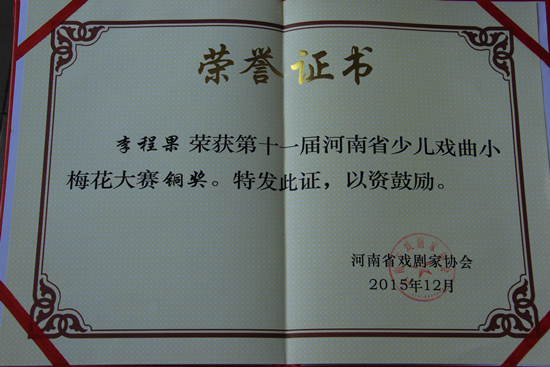 荣誉证书
李程果荣获第十一届河南省少儿戏曲小
梅花大赛铜奖。特发此证，以资鼓励。
河南省戏剧家协会
2015年12月